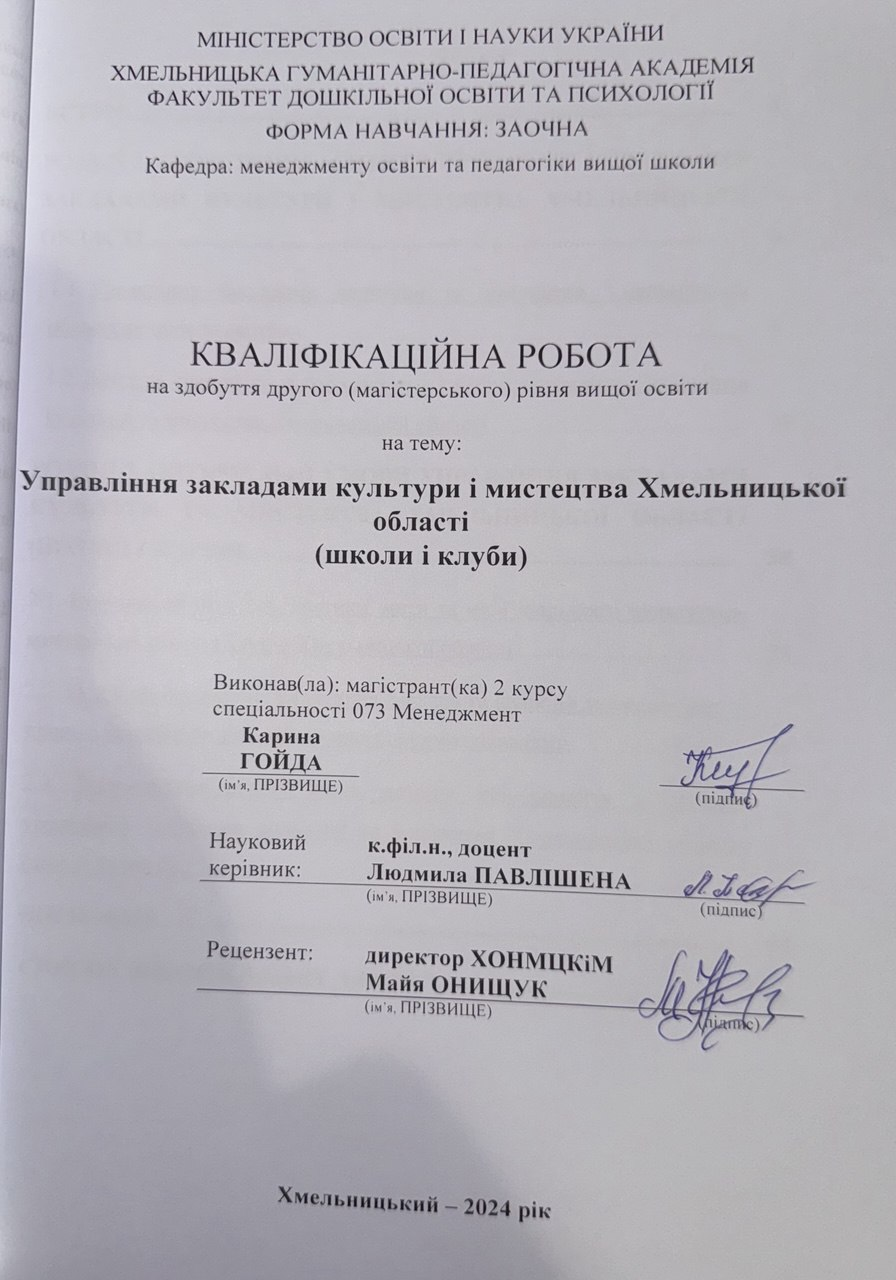 МІНІСТЕРСТВО ОСВІТИ І НАУКИ УКРАЇНИ
ХМЕЛЬНИЦЬКА ГУМАНІТАРНО-ПЕДАГОГІЧНА АКАДЕМІЯ
ФАКУЛЬТЕТ ДОШКІЛЬНОЇ ОСВІТИ ТА ПСИХОЛОГІЇ
ФОРМА НАВЧАННЯ: ЗАОЧНА
Кафедра: менеджменту освіти та педагогіки вищої школи
КВАЛІФІКАЦІЙНА РОБОТА
на здобуття другого (магістерського) рівня вищої освіти
на тему:
Управління закладами культури і мистецтва Хмельницької
області
(школи і клуби)
Виконав(ла): магістрант(ка) 2 курсу
спеціальності 073 Менеджмент
Карина
ГОЙДА
(ім'я, ПРІЗВИЩЕ) (підпис)
Науковий к.філ.н., доцент
керівник: Людмила ПАВЛІШЕНА
(ім'я, ПРІЗВИЩЕ) (підпис)
Рецензент: директор ХОНМЦКіМ
Майя ОНИЩУК
(ім'я, ПРІЗВИЩЕ) (підпис)
Хмельницький – 2024 рік